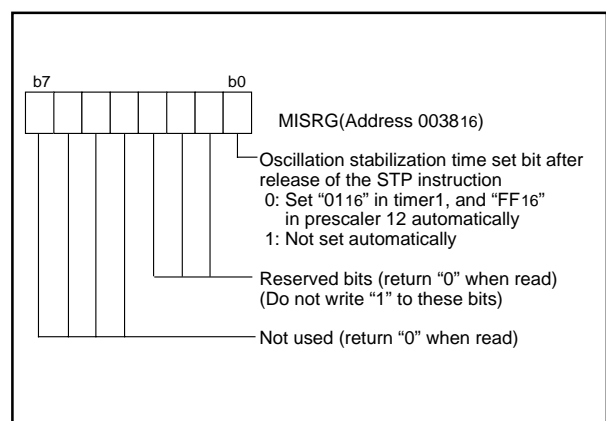 b7 b0
MISRG(Address 003816)
Oscillation stabilization time set bit after
release of the STP instruction
0: Set “0116” in timer1, and “FF16”
in prescaler 12 automatically
1: Not set automatically
Reserved bits (return “0” when read)
(Do not write “1” to these bits)
Not used (return “0” when read)